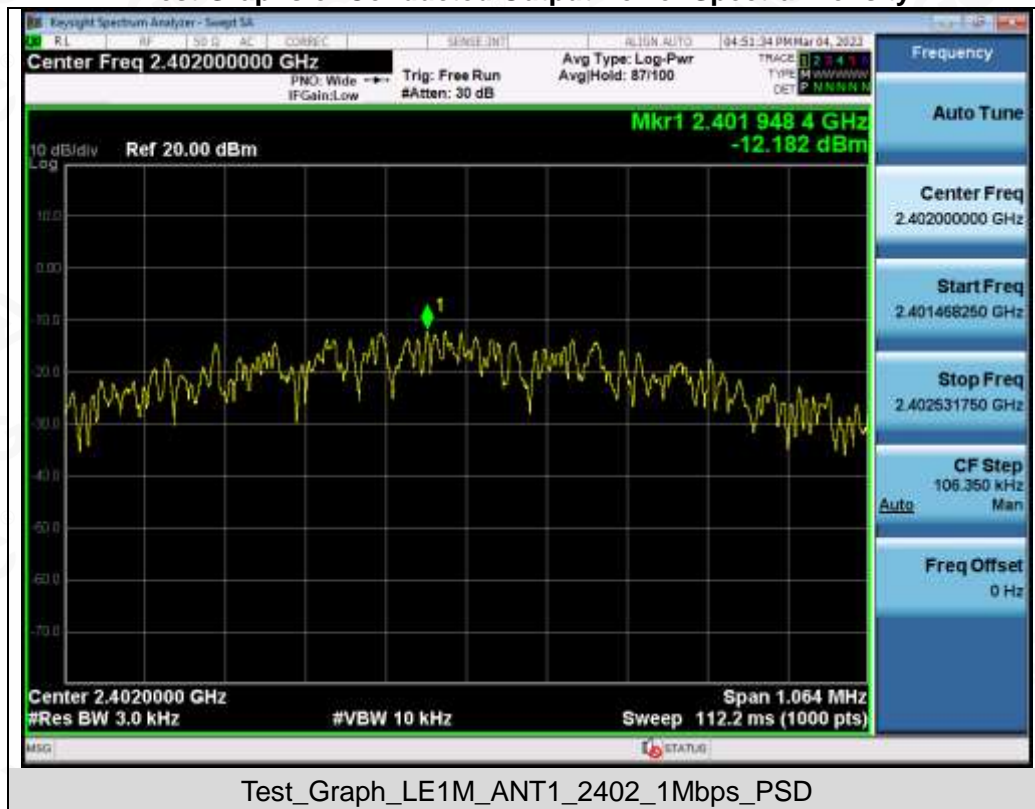 Keysight Spectrum Analyzer - Swept SA
RL RF 50 Ω AC CORREC SENSE:INT ALIGN AUTO 04:51:34 PM Mar 04, 2023
Center Freq 2.402000000 GHz
PNO: Wide
IFGain:Low
Trig: Free Run
#Atten: 30 dB
Avg Type: Log-Pwr
Avg|Hold: 87/100
TRACE 1 2 3 4 5 6
TYPE M WWWWW
DET P N N N N N
Mkr1 2.401 948 4 GHz
-12.182 dBm
10 dB/div Ref 20.00 dBm
Log
10.0
0.00
-10.0
-20.0
-30.0
-40.0
-50.0
-60.0
-70.0
1
Center 2.4020000 GHz Span 1.064 MHz
#Res BW 3.0 kHz #VBW 10 kHz Sweep 112.2 ms (1000 pts)
MSG STATUS
Frequency
Auto Tune
Center Freq
2.402000000 GHz
Start Freq
2.401468250 GHz
Stop Freq
2.402531750 GHz
CF Step
106.350 kHz
Auto Man
Freq Offset
0 Hz
Test_Graph_LE1M_ANT1_2402_1Mbps_PSD